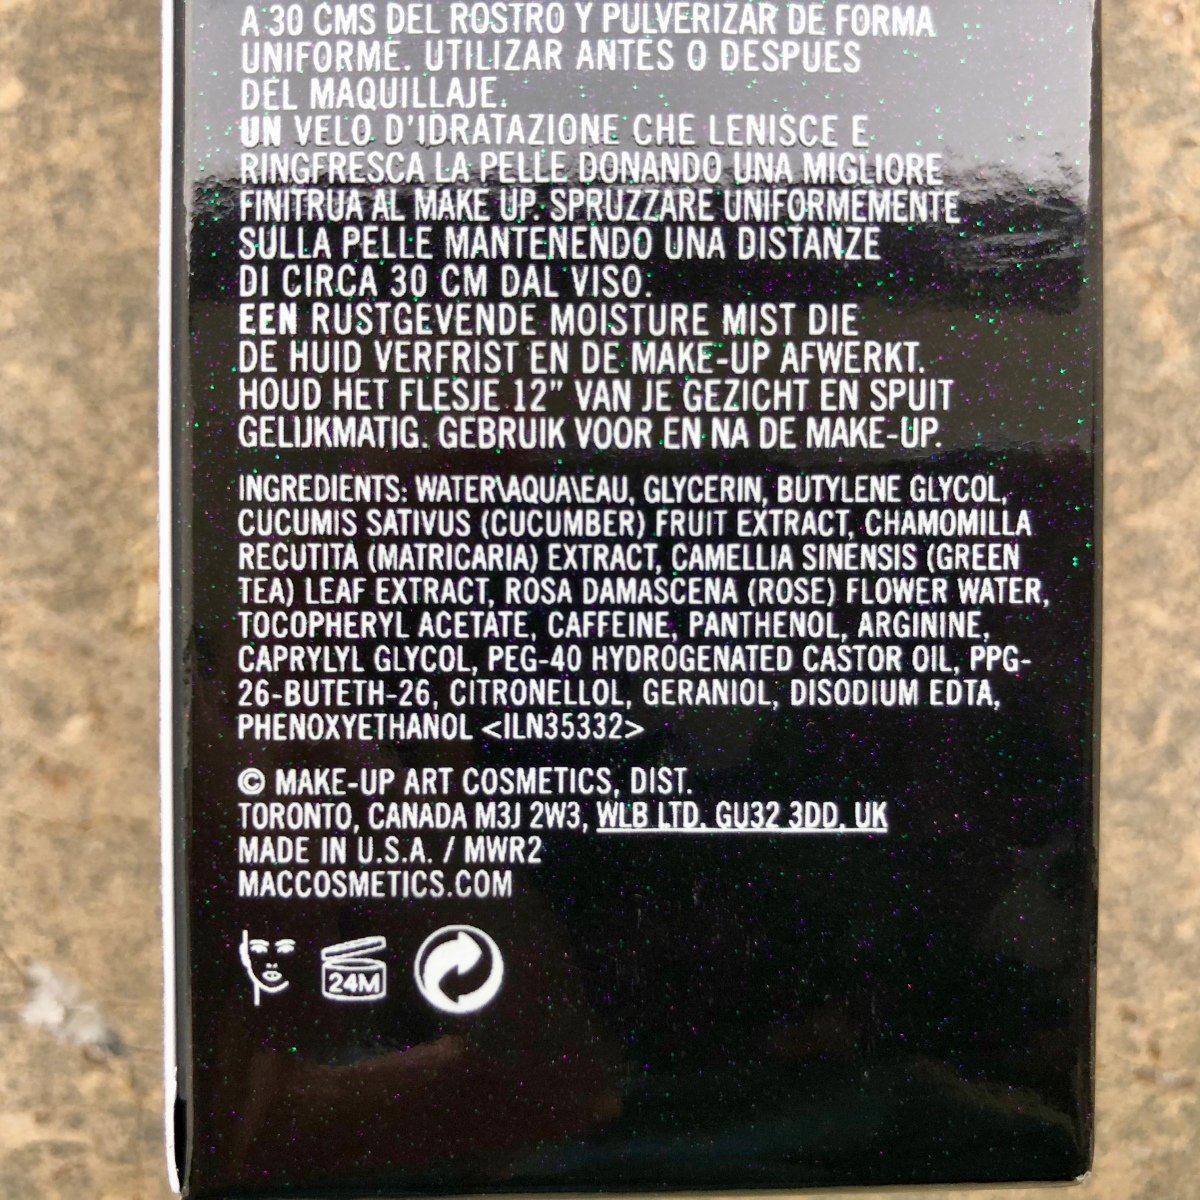 A 30 CMS DEL ROSTRO Y PULVERIZAR DE FORMA
UNIFORME. UTILIZAR ANTES O DESPUES
DEL MAQUILLAJE.
UN VELO D'IDRATAZIONE CHE LENISCE E
RINGFRESCA LA PELLE DONANDO UNA MIGLIORE
FINITRUA AL MAKE UP. SPRUZZARE UNIFORMEMENTE
SULLA PELLE MANTENENDO UNA DISTANZE
DI CIRCA 30 CM DAL VISO.
EEN RUSTGEVENDE MOISTURE MIST DIE
DE HUID VERFRIST EN DE MAKE-UP AFWERKT.
HOUD HET FLESJE 12" VAN JE GEZICHT EN SPUIT
GELIJKMATIG. GEBRUIK VOOR EN NA DE MAKE-UP.
INGREDIENTS: WATER\AQUA\EAU, GLYCERIN, BUTYLENE GLYCOL,
CUCUMIS SATIVUS (CUCUMBER) FRUIT EXTRACT, CHAMOMILLA
RECUTITA (MATRICARIA) EXTRACT, CAMELLIA SINENSIS (GREEN
TEA) LEAF EXTRACT, ROSA DAMASCENA (ROSE) FLOWER WATER,
TOCOPHERYL ACETATE, CAFFEINE, PANTHENOL, ARGININE,
CAPRYLYL GLYCOL, PEG-40 HYDROGENATED CASTOR OIL, PPG-
26-BUTETH-26, CITRONELLOL, GERANIOL, DISODIUM EDTA,
PHENOXYETHANOL <ILN35332>
© MAKE-UP ART COSMETICS, DIST.
TORONTO, CANADA M3J 2W3, WLB LTD, GU32 3DD, UK
MADE IN U.S.A. / MWR2
MACCOSMETICS.COM
24M